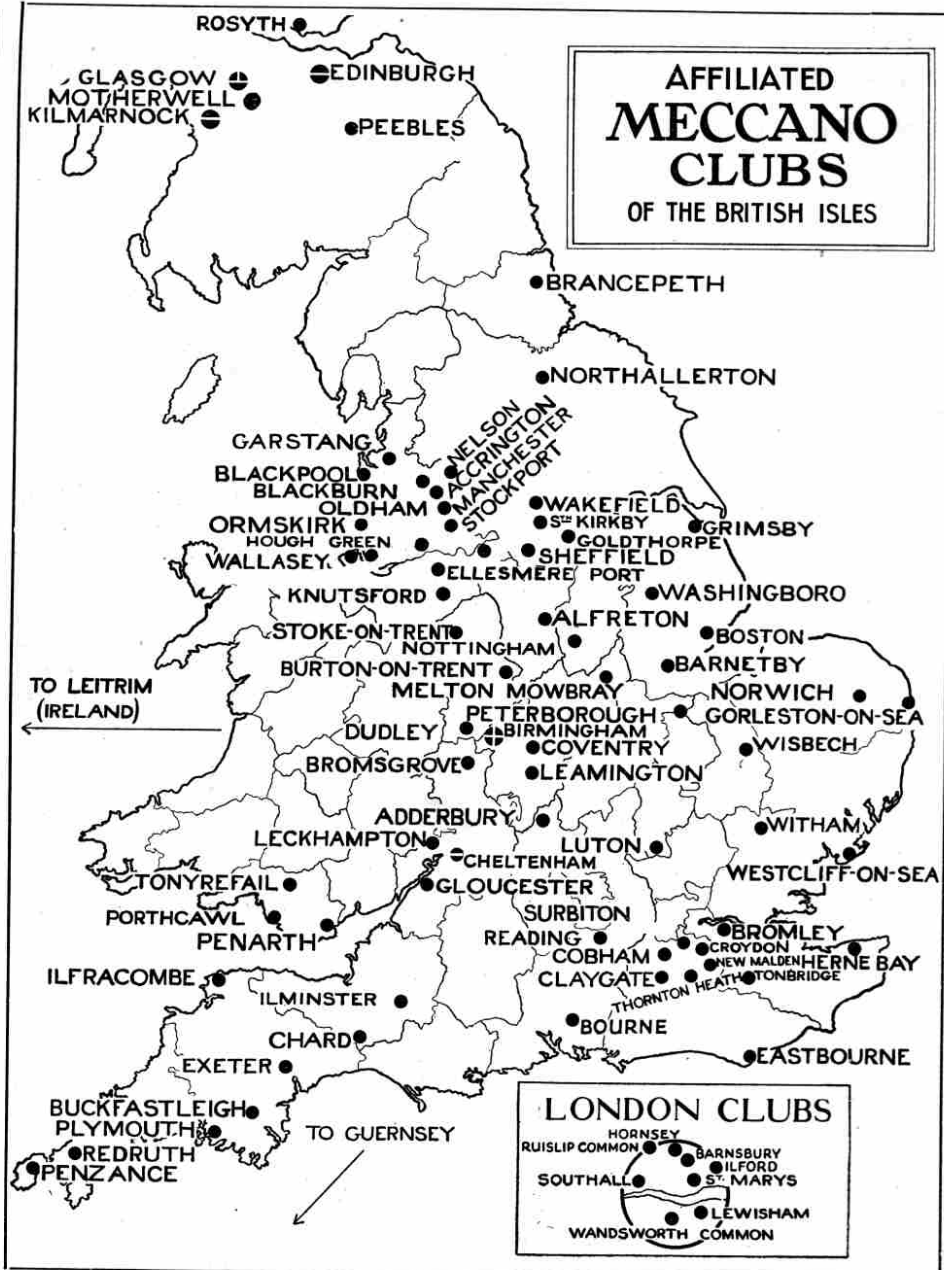 ROSYTH
GLASGOW
EDINBURGH
MOTHERWELL
KILMARNOCK
PEEBLES
AFFILIATED
MECCANO
CLUBS
OF THE BRITISH ISLES
BRANCEPETH
NORTHALLERTON
GARSTANG
NELSON
ACCRINGTON
MANCHESTER
STOCKPORT
BLACKPOOL
BLACKBURN
OLDHAM
WAKEFIELD
ORMSKIRK
STH KIRKBY
GRIMSBY
HOUGH GREEN
GOLDTHORPE
WALLASEY
SHEFFIELD
ELLESMERE PORT
KNUTSFORD
WASHINGBORO
ALFRETON
STOKE-ON-TRENT
BOSTON
NOTTINGHAM
BURTON-ON-TRENT
BARNETBY
TO LEITRIM
(IRELAND)
MELTON MOWBRAY
NORWICH
PETERBOROUGH
GORLESTON-ON-SEA
DUDLEY
BIRMINGHAM
COVENTRY
WISBECH
BROMSGROVE
LEAMINGTON
ADDERBURY
WITHAM
LECKHAMPTON
LUTON
CHELTENHAM
WESTCLIFF-ON-SEA
TONYREFAIL
GLOUCESTER
SURBITON
PORTHCAWL
BROMLEY
PENARTH
READING
CROYDON
COBHAM
NEW MALDEN
HERNE BAY
ILFRACOMBE
CLAYGATE
THORNTON HEATH
TONBRIDGE
ILMINSTER
BOURNE
CHARD
EASTBOURNE
EXETER
BUCKFASTLEIGH
PLYMOUTH
TO GUERNSEY
REDRUTH
PENZANCE
LONDON CLUBS
HORNSEY
RUISLIP COMMON
BARNSBURY
ILFORD
SOUTHALL
ST. MARYS
LEWISHAM
WANDSWORTH COMMON